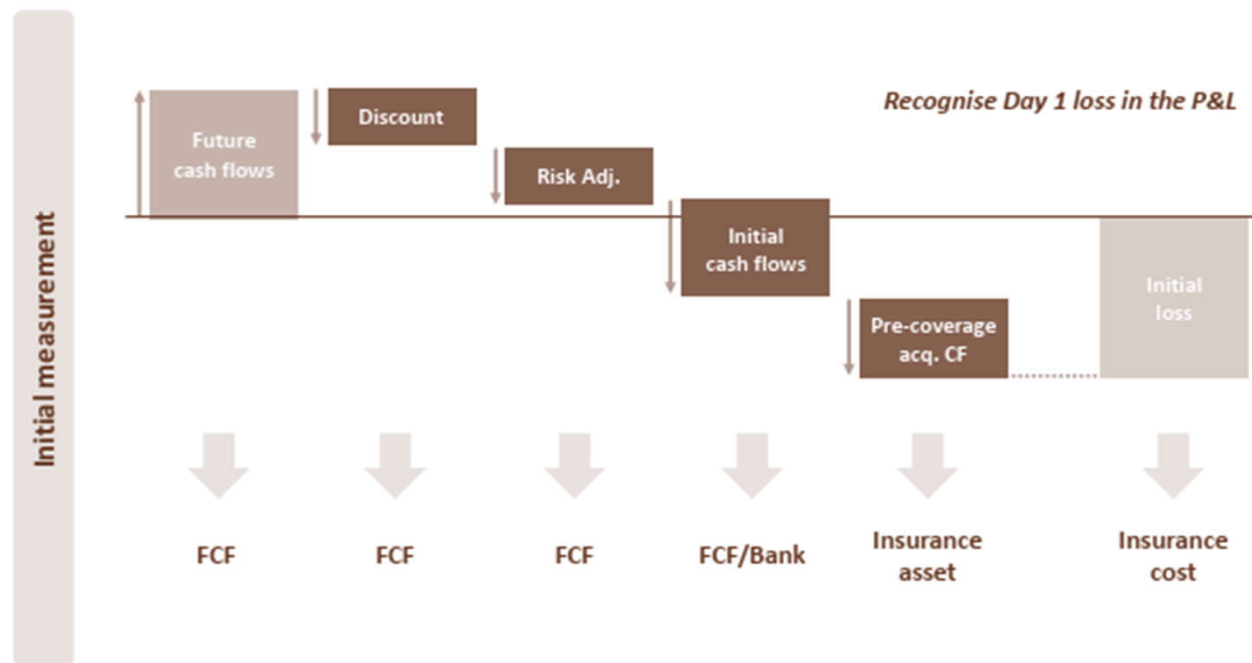 Initial measurement
Recognise Day 1 loss in the P&L
Future
cash flows
Discount
Risk Adj.
Initial
cash flows
Pre-coverage
acq. CF
Initial
loss
FCF
FCF
FCF
FCF/Bank
Insurance
asset
Insurance
cost